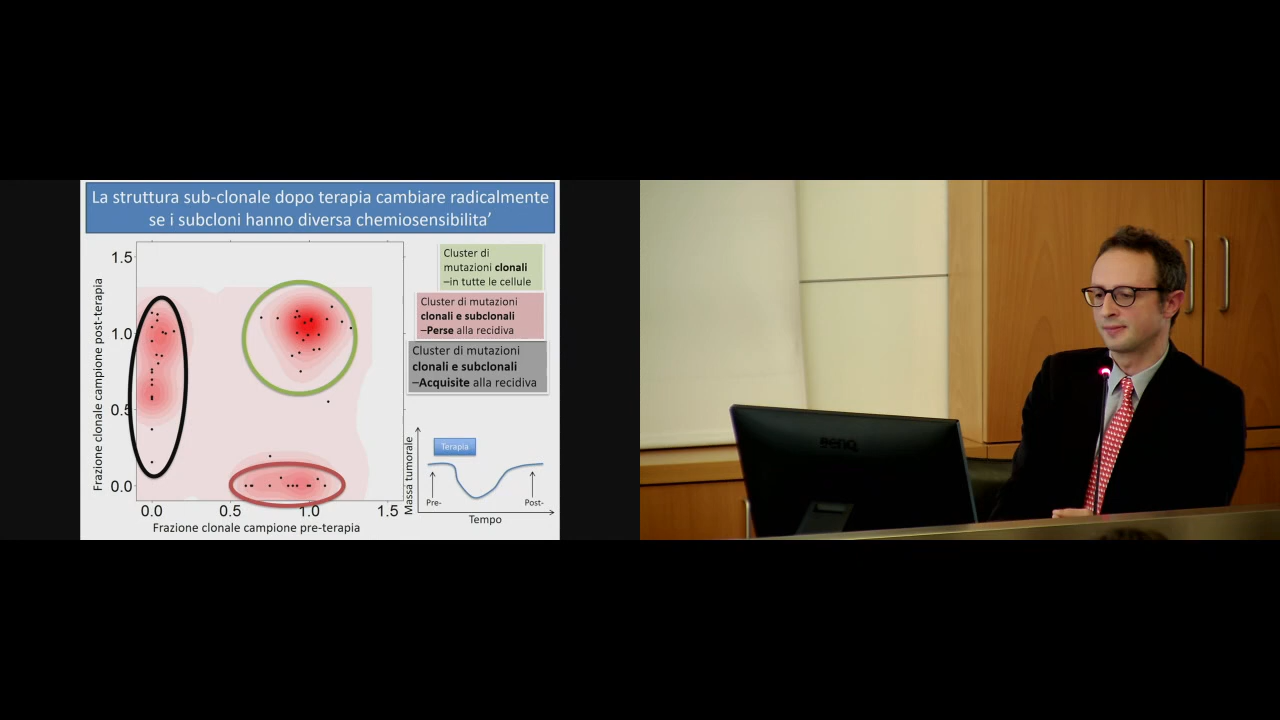 La struttura sub-clonale dopo terapia cambiare radicalmente
se i subcloni hanno diversa chemiosensibilita’
Frazione clonale campione post-terapia
1.5
1.0
0.5
0.0
0.0
0.5
1.0
1.5
Frazione clonale campione pre-terapia
Cluster di
mutazioni clonali
–in tutte le cellule
Cluster di mutazioni
clonali e subclonali
–Perse alla recidiva
Cluster di mutazioni
clonali e subclonali
–Acquisite alla recidiva
Massa tumorale
Terapia
Pre-
Post-
Tempo
BENQ